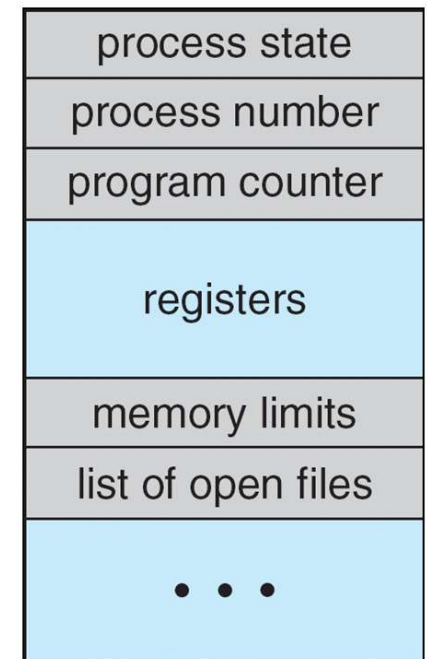 process state
process number
program counter
registers
memory limits
list of open files
• • •